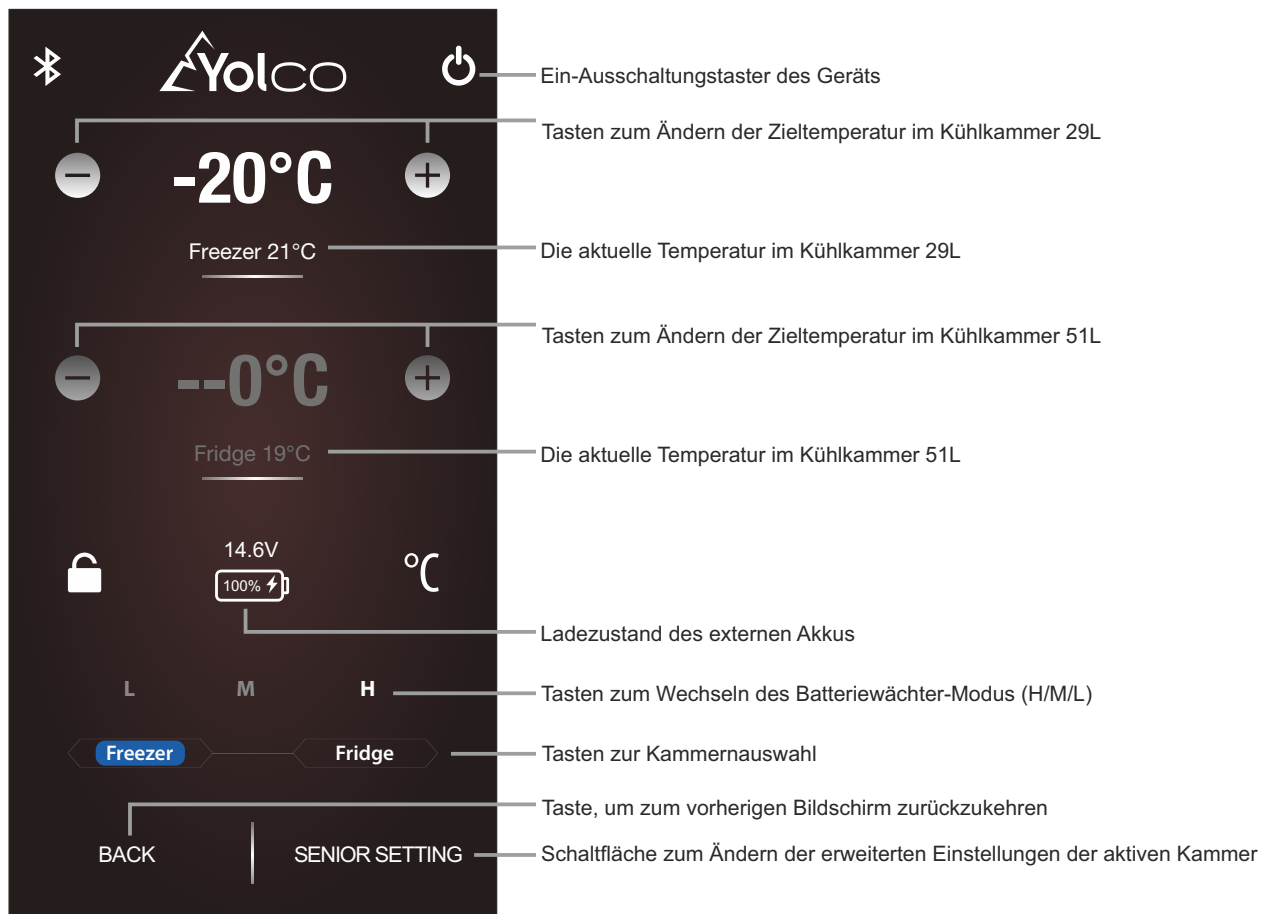 Yolco
Ein-Ausschaltungstaster des Geräts
Tasten zum Ändern der Zieltemperatur im Kühlkammer 29L
-20°C
Freezer 21°C
Die aktuelle Temperatur im Kühlkammer 29L
Tasten zum Ändern der Zieltemperatur im Kühlkammer 51L
--0°C
Fridge 19°C
Die aktuelle Temperatur im Kühlkammer 51L
14.6V
100%
°C
Ladezustand des externen Akkus
L M H
Tasten zum Wechseln des Batteriewächter-Modus (H/M/L)
Freezer Fridge
Tasten zur Kammernauswahl
Taste, um zum vorherigen Bildschirm zurückzukehren
BACK SENIOR SETTING
Schaltfläche zum Ändern der erweiterten Einstellungen der aktiven Kammer